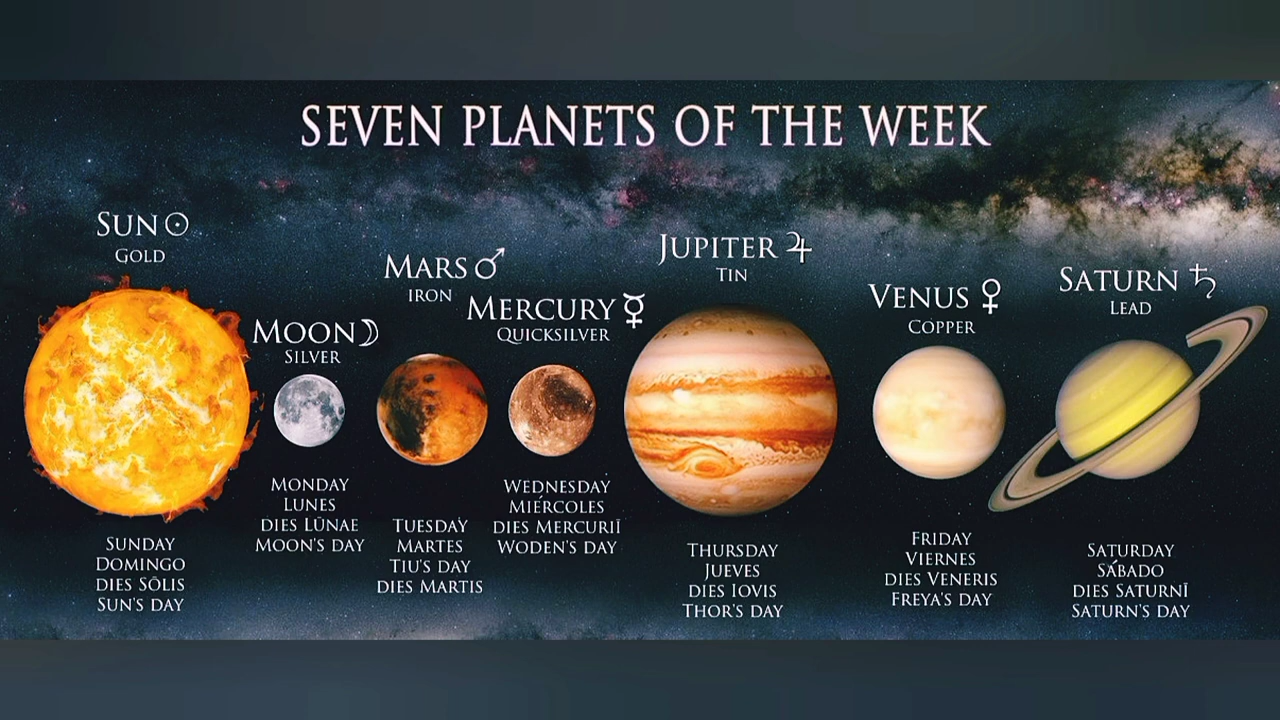 SEVEN PLANETS OF THE WEEK
SUN ☉
GOLD
MOON ☽
SILVER
MARS ♂
IRON
MERCURY ☿
QUICKSILVER
JUPITER ♃
TIN
VENUS ♀
COPPER
SATURN ♄
LEAD
SUNDAY
DOMINGO
DIES SŌLIS
SUN'S DAY
MONDAY
LUNES
DIES LŪNAE
MOON'S DAY
TUESDAY
MARTES
TIU'S DAY
DIES MARTIS
WEDNESDAY
MIÉRCOLES
DIES MERCURIĪ
WODEN'S DAY
THURSDAY
JUEVES
DIES IOVIS
THOR'S DAY
FRIDAY
VIERNES
DIES VENERIS
FREYA'S DAY
SATURDAY
SÁBADO
DIES SATURNĪ
SATURN'S DAY